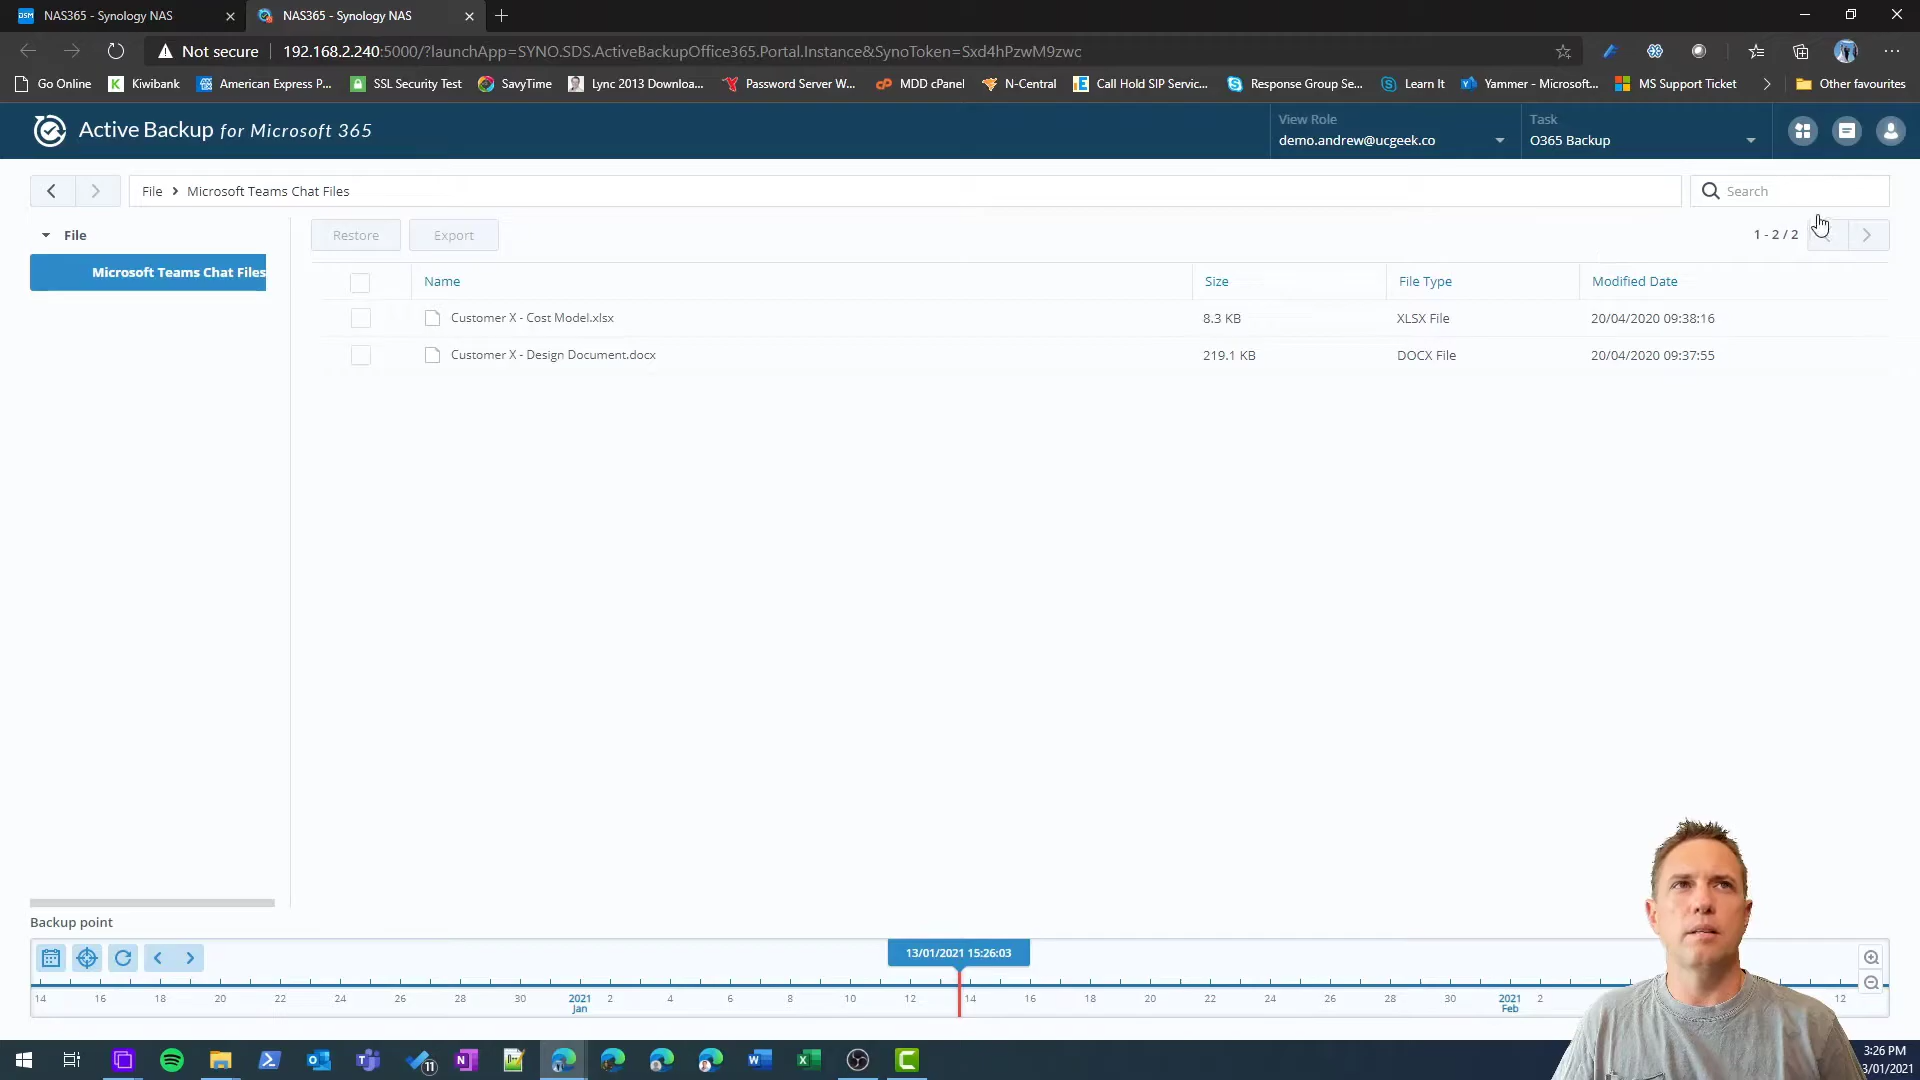 NAS365 - Synology NAS
NAS365 - Synology NAS
Not secure
192.168.2.240:5000/?launchApp=SYNO.SDS.ActiveBackupOffice365.Portal.Instance&SynoToken=Sxd4hPzwM9zwc
Go Online
Kiwibank
American Express P...
SSL Security Test
SavyTime
Lync 2013 Downloa...
Password Server W...
MDD cPanel
N-Central
Call Hold SIP Servic...
Response Group Se...
Learn It
Yammer - Microsoft...
MS Support Ticket
Other favourites
Active Backup for Microsoft 365
View Role
demo.andrew@ucgeek.co
Task
O365 Backup
File > Microsoft Teams Chat Files
Search
File
Microsoft Teams Chat Files
Restore
Export
1 - 2 / 2
Name Size File Type Modified Date
Customer X - Cost Model.xlsx 8.3 KB XLSX File 20/04/2020 09:38:16
Customer X - Design Document.docx 219.1 KB DOCX File 20/04/2020 09:37:55
Backup point
13/01/2021 15:26:03
14 16 18 20 22 24 26 28 30 2021 2 4 6 8 10 12 14 16 18 20 22 24 26 28 30 2021 2 12
Jan Feb
11
3:26 PM
3/01/2021